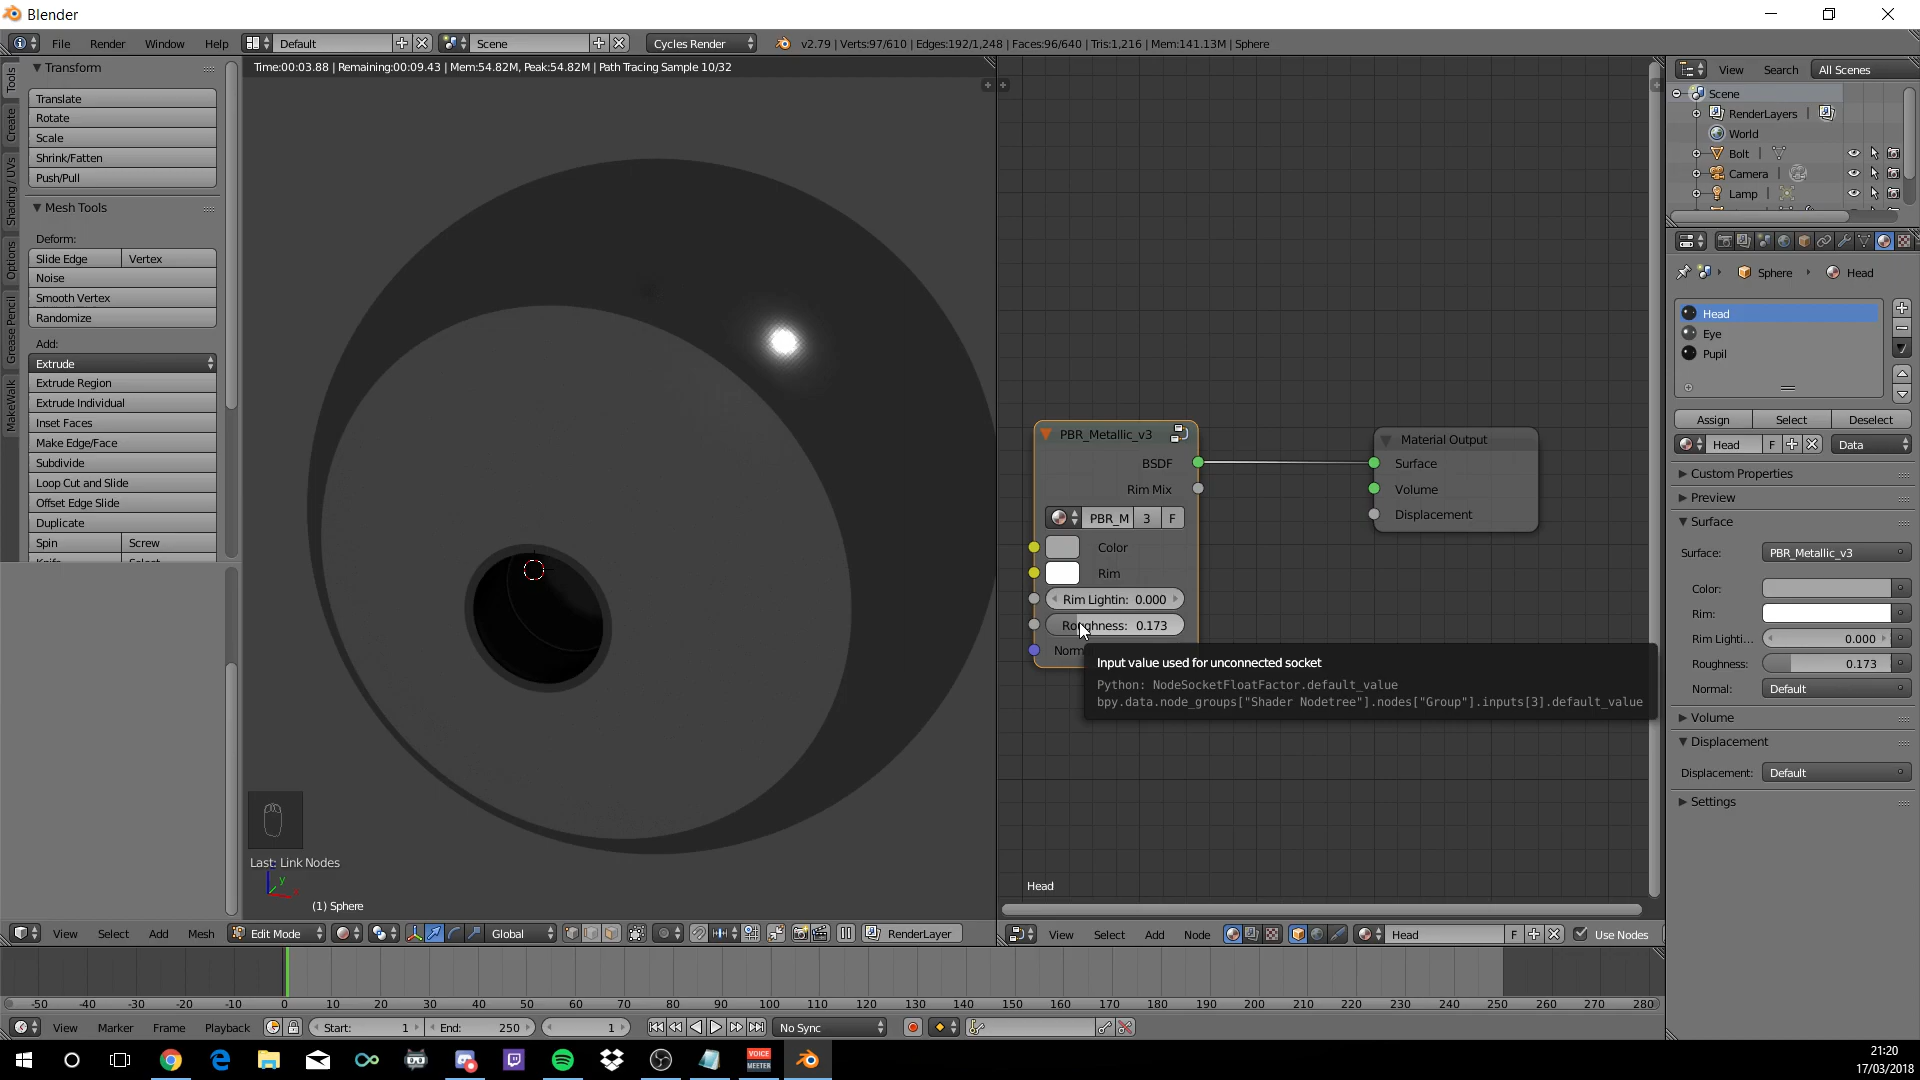 Blender
File Render Window Help Default Scene Cycles Render v2.79 | Verts:97/610 | Edges:192/1,248 | Faces:96/640 | Tris:1,216 | Mem:141.13M | Sphere
Time:00:03.88 | Remaining:00:09.43 | Mem:54.82M, Peak:54.82M | Path Tracing Sample 10/32
Tools
Create
Shading / UVs
Options
Grease Pencil
MakeWalk
Transform
Translate
Rotate
Scale
Shrink/Fatten
Push/Pull
Mesh Tools
Deform:
Slide Edge Vertex
Noise
Smooth Vertex
Randomize
Add:
Extrude
Extrude Region
Extrude Individual
Inset Faces
Make Edge/Face
Subdivide
Loop Cut and Slide
Offset Edge Slide
Duplicate
Spin Screw
Last: Link Nodes
y
(1) Sphere
View Select Add Mesh Edit Mode Global RenderLayer
PBR_Metallic_v3
BSDF
Rim Mix
PBR_M 3 F
Color
Rim
Rim Lightin: 0.000
Roughness: 0.173
Norm
Material Output
Surface
Volume
Displacement
Input value used for unconnected socket
Python: NodeSocketFloatFactor.default_value
bpy.data.node_groups["Shader Nodetree"].nodes["Group"].inputs[3].default_value
Head
View Select Add Node Head F Use Nodes
View Search All Scenes
Scene
RenderLayers |
World
Bolt |
Camera |
Lamp |
Sphere Head
Head
Eye
Pupil
Assign Select Deselect
Head F Data
Custom Properties
Preview
Surface
Surface: PBR_Metallic_v3
Color:
Rim:
Rim Lighti... 0.000
Roughness: 0.173
Normal: Default
Volume
Displacement
Displacement: Default
Settings
-50 -40 -30 -20 -10 0 10 20 30 40 50 60 70 80 90 100 110 120 130 140 150 160 170 180 190 200 210 220 230 240 250 260 270 280
View Marker Frame Playback Start: 1 End: 250 1 No Sync
VOICE
MEETER
21:20
17/03/2018